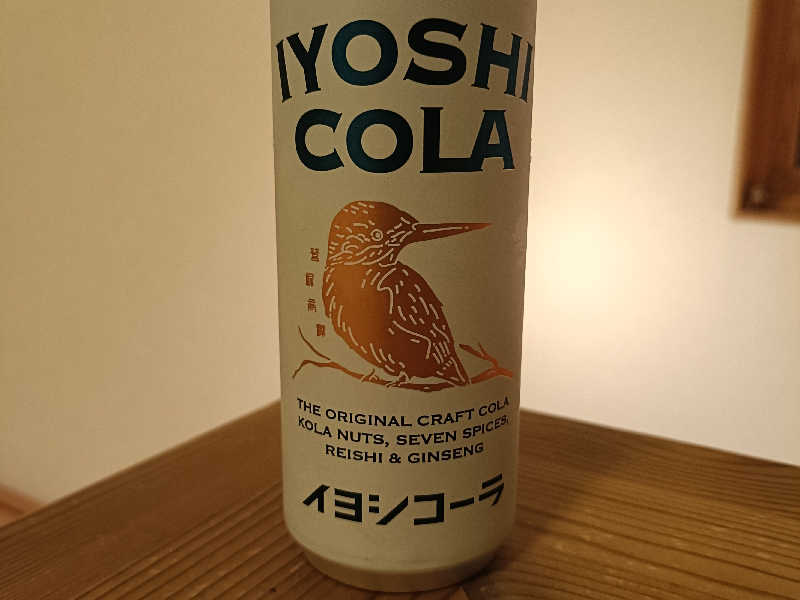 IYOSHI
COLA
THE ORIGINAL CRAFT COLA
KOLA NUTS, SEVEN SPICES,
REISHI & GINSENG
イヨシコーラ